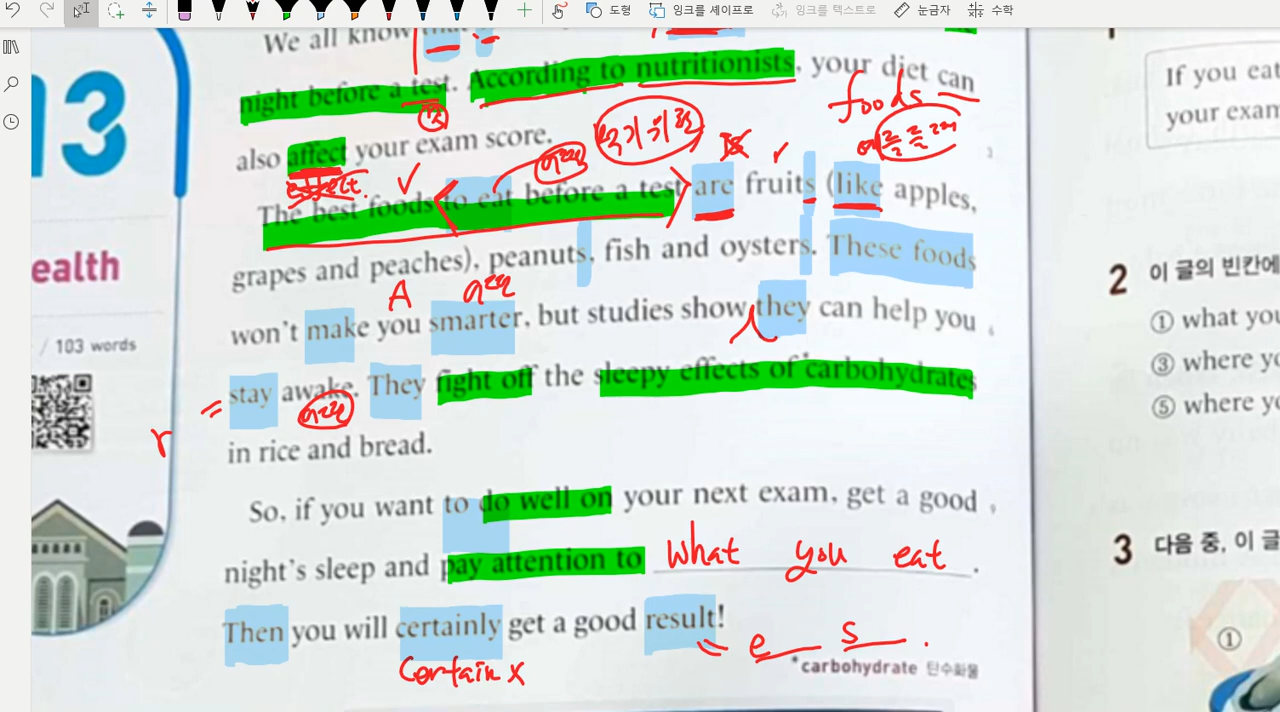 도형
잉크를 셰이프로
잉크를 텍스트로
눈금자
수학
13
ealth
/ 103 words
We all know that
night before a test. According to nutritionists, your diet can
foods
also affect your exam score.
The best foods to eat before a test are fruits (like apples,
grapes and peaches), peanuts, fish and oysters. These foods
A
won't make you smarter, but studies show they can help you
stay awake. They fight off the sleepy effects of *carbohydrates
r
in rice and bread.
So, if you want to do well on your next exam, get a good
night's sleep and pay attention to what you eat.
Then you will certainly get a good result!
= e s .
certain x
*carbohydrate 탄수화물
If you eat
your exam
2 이 글의 빈칸에
① what you
③ where yo
⑤ where yo
3 다음 중, 이 글
①